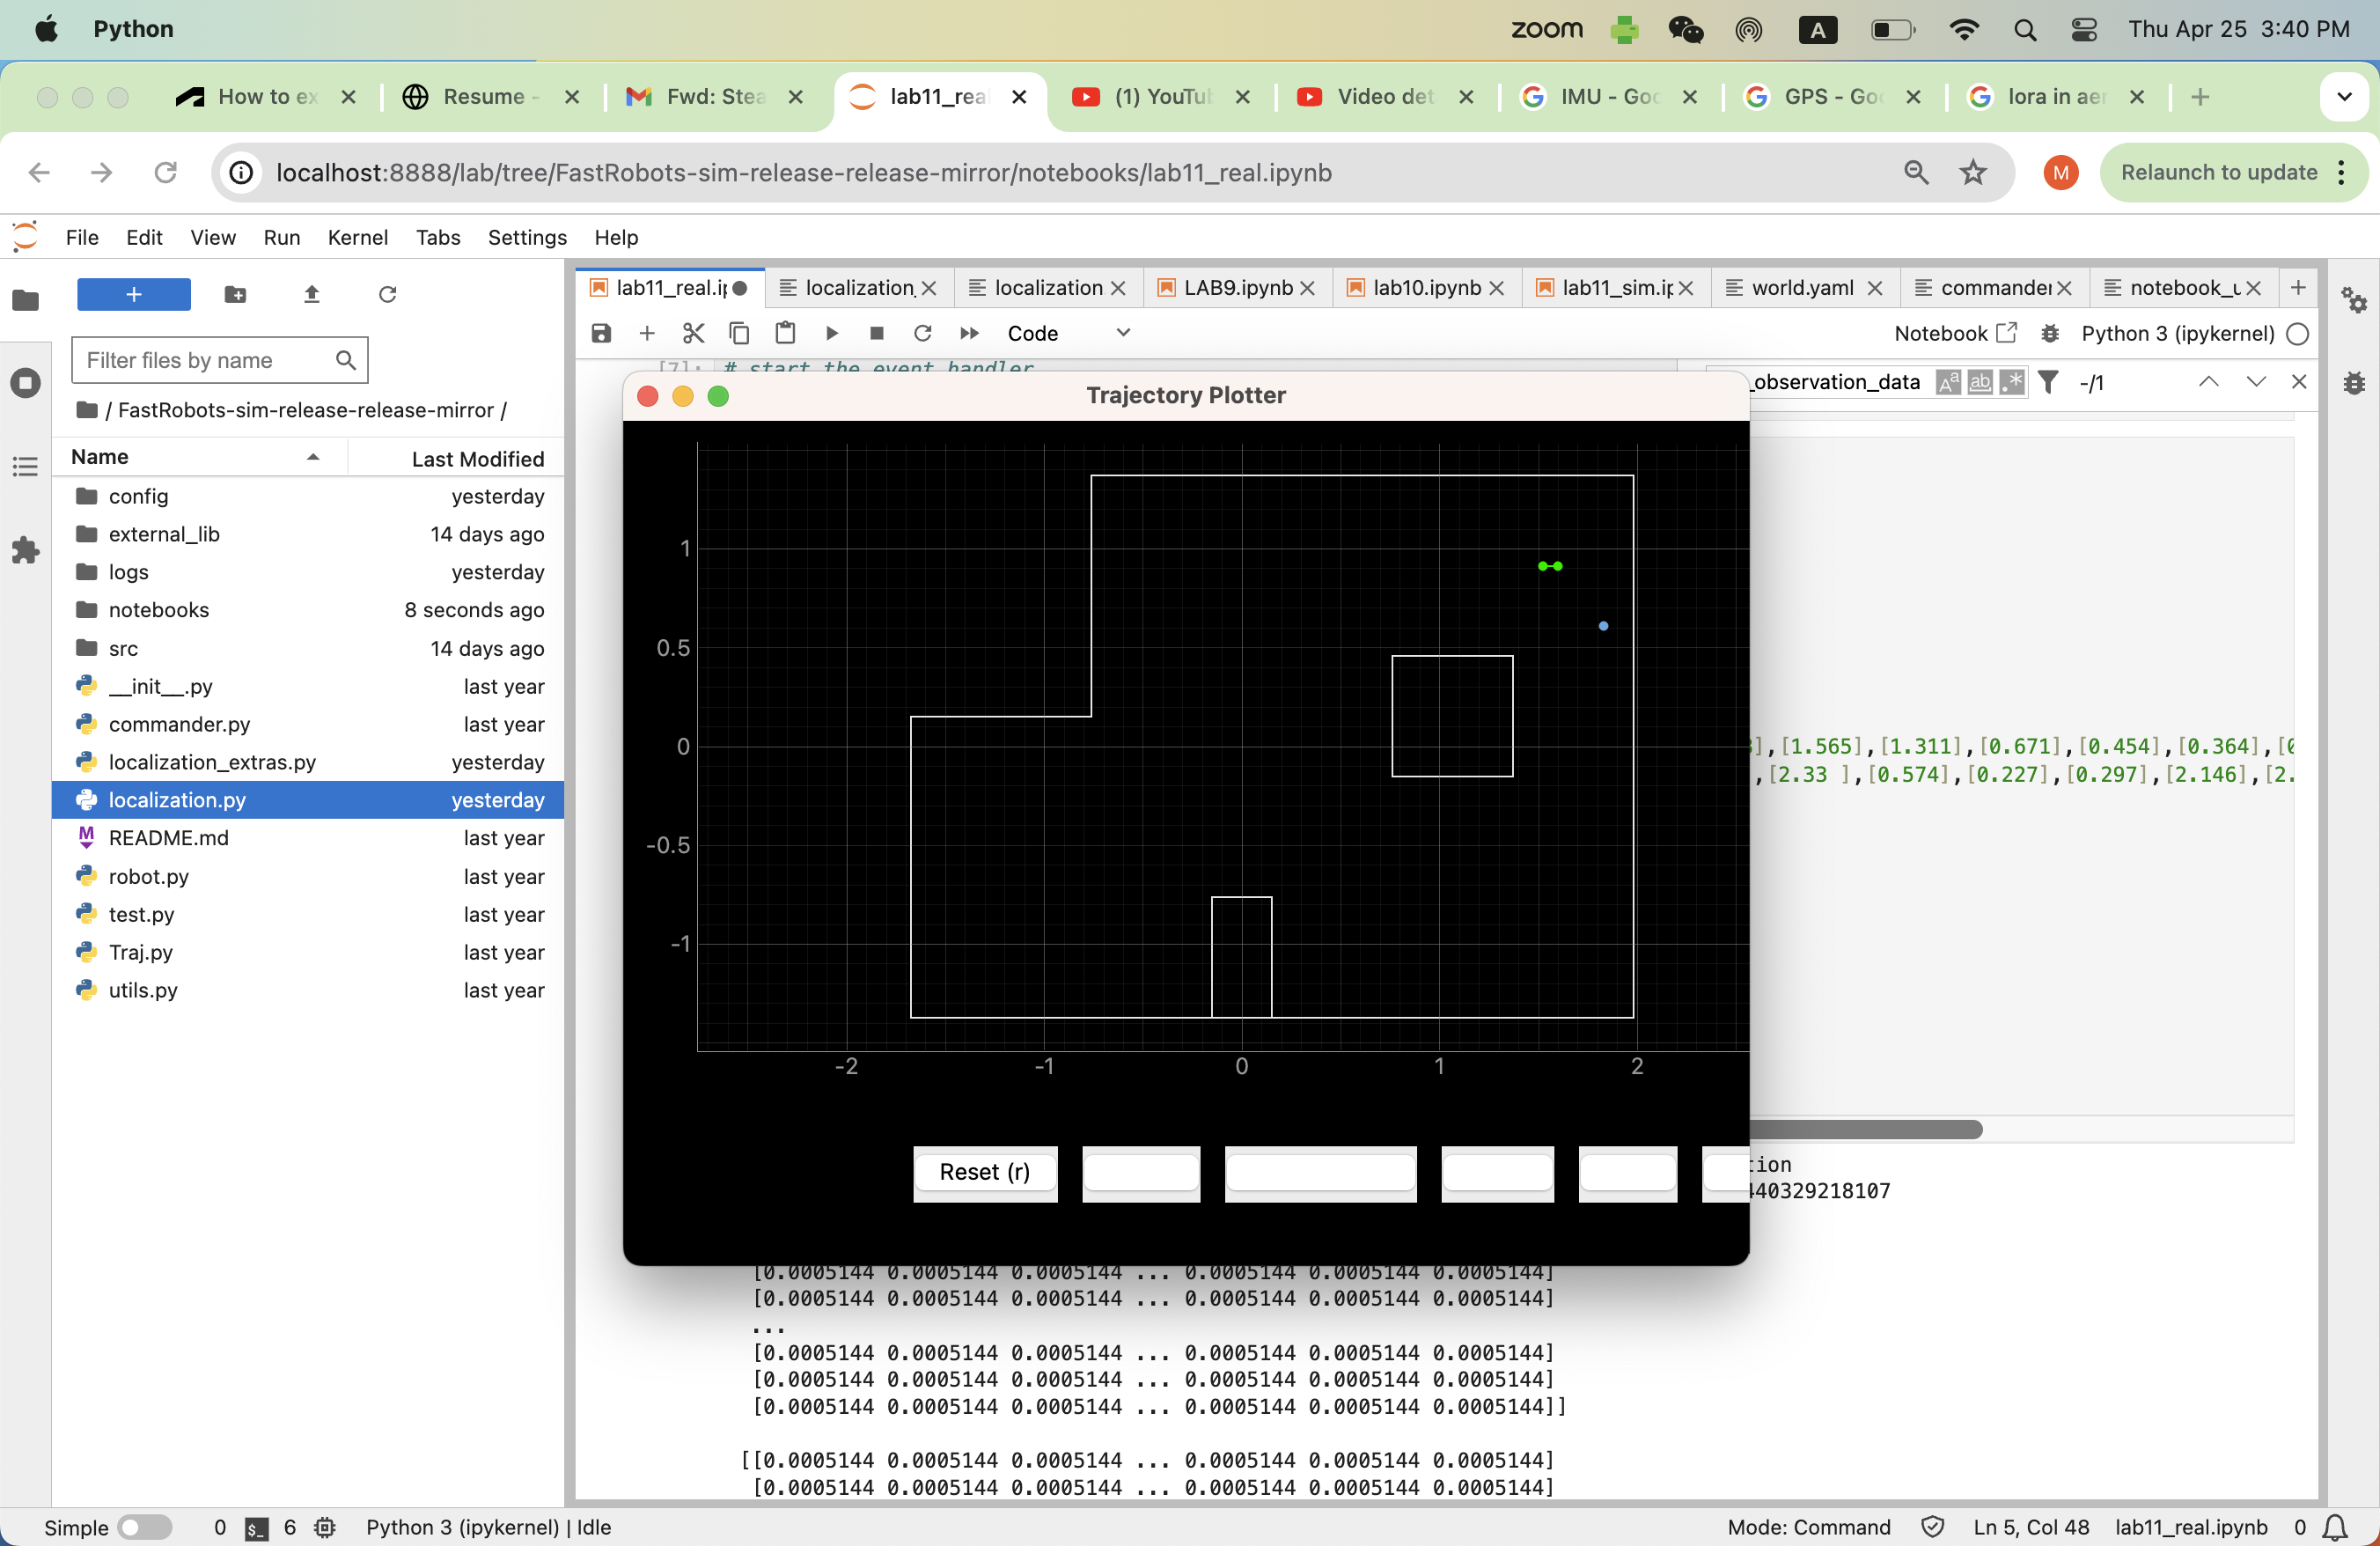 Python
zoom
A
Thu Apr 25 3:40 PM
How to ex
Resume -
Fwd: Stea
lab11_rea
(1) YouTu
Video det
IMU - Goo
GPS - Go
lora in aer
localhost:8888/lab/tree/FastRobots-sim-release-release-mirror/notebooks/lab11_real.ipynb
M
Relaunch to update
File Edit View Run Kernel Tabs Settings Help
lab11_real.ip
localization_
localization
LAB9.ipynb
lab10.ipynb
lab11_sim.ip
world.yaml
commander
notebook_u
Code
Notebook
Python 3 (ipykernel)
Filter files by name
/ FastRobots-sim-release-release-mirror /
Name Last Modified
config yesterday
external_lib 14 days ago
logs yesterday
notebooks 8 seconds ago
src 14 days ago
__init__.py last year
commander.py last year
localization_extras.py yesterday
localization.py yesterday
README.md last year
robot.py last year
test.py last year
Traj.py last year
utils.py last year
[7]: # start the event handler
_observation_data
Aa ab .* -/1
Trajectory Plotter
1
0.5
0
-0.5
-1
-2 -1 0 1 2
Reset (r)
],[1.565],[1.311],[0.671],[0.454],[0.364],[
,[2.33 ],[0.574],[0.227],[0.297],[2.146],[2.
tion
440329218107
[0.0005144 0.0005144 0.0005144 ... 0.0005144 0.0005144 0.0005144]
[0.0005144 0.0005144 0.0005144 ... 0.0005144 0.0005144 0.0005144]
...
[0.0005144 0.0005144 0.0005144 ... 0.0005144 0.0005144 0.0005144]
[0.0005144 0.0005144 0.0005144 ... 0.0005144 0.0005144 0.0005144]
[0.0005144 0.0005144 0.0005144 ... 0.0005144 0.0005144 0.0005144]]
[[0.0005144 0.0005144 0.0005144 ... 0.0005144 0.0005144 0.0005144]
[0.0005144 0.0005144 0.0005144 ... 0.0005144 0.0005144 0.0005144]
Simple 0 $_ 6 Python 3 (ipykernel) | Idle
Mode: Command Ln 5, Col 48 lab11_real.ipynb 0